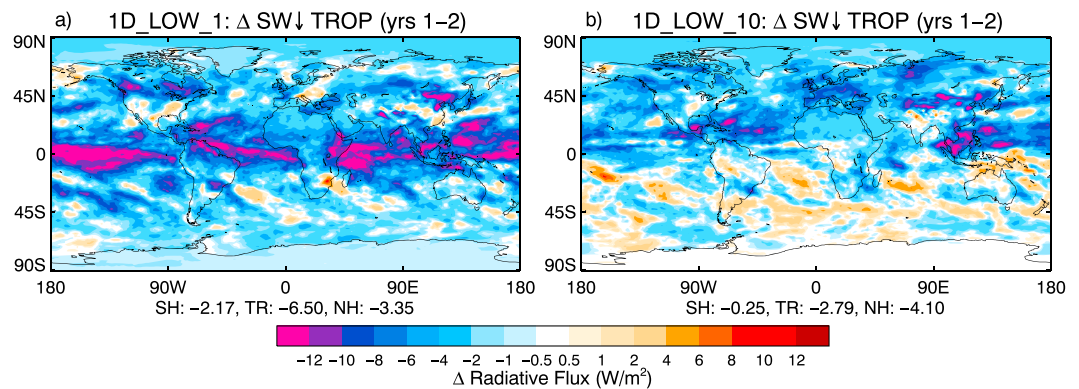 a) 1D_LOW_1: Δ SW↓ TROP (yrs 1−2)
90N
45N
0
45S
90S
180 90W 0 90E 180
SH: −2.17, TR: −6.50, NH: −3.35
b) 1D_LOW_10: Δ SW↓ TROP (yrs 1−2)
90N
45N
0
45S
90S
180 90W 0 90E 180
SH: −0.25, TR: −2.79, NH: −4.10
−12 −10 −8 −6 −4 −2 −1 −0.5 0.5 1 2 4 6 8 10 12
Δ Radiative Flux (W/m²)